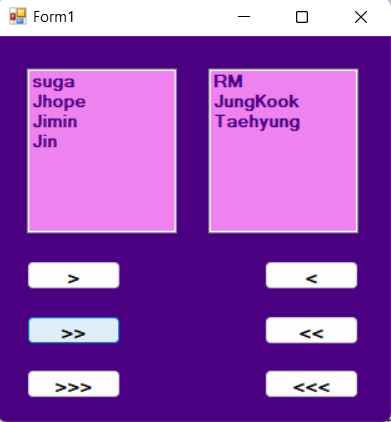 Form1
suga
Jhope
Jimin
Jin
RM
JungKook
Taehyung
> <
>> <<
>>> <<<